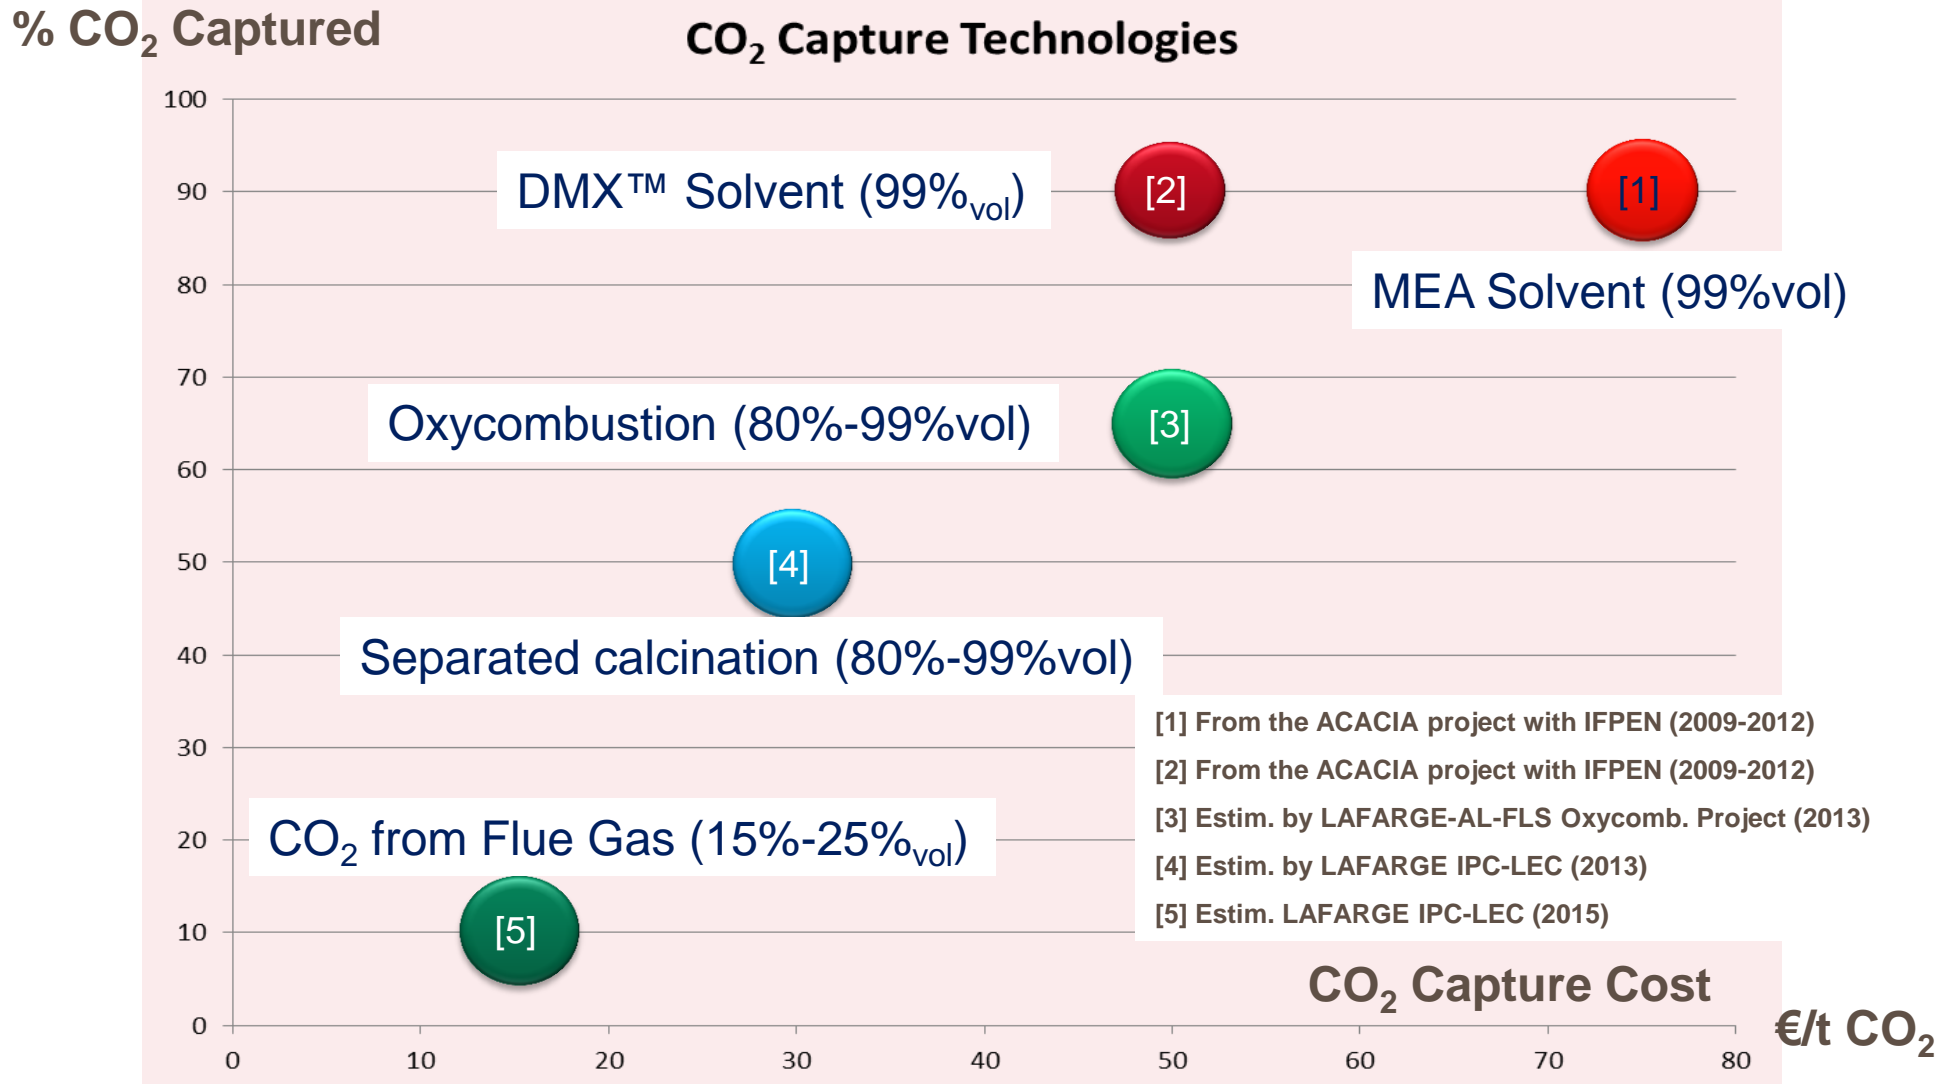 % CO₂ Captured
CO₂ Capture Technologies
100
90
80
70
60
50
40
30
20
10
0
DMX™ Solvent (99%vol)
[2]
[1]
MEA Solvent (99%vol)
Oxycombustion (80%-99%vol)
[3]
[4]
Separated calcination (80%-99%vol)
[1] From the ACACIA project with IFPEN (2009-2012)
[2] From the ACACIA project with IFPEN (2009-2012)
[3] Estim. by LAFARGE-AL-FLS Oxycomb. Project (2013)
[4] Estim. by LAFARGE IPC-LEC (2013)
[5] Estim. LAFARGE IPC-LEC (2015)
CO₂ from Flue Gas (15%-25%vol)
[5]
CO₂ Capture Cost
€/t CO₂
0 10 20 30 40 50 60 70 80